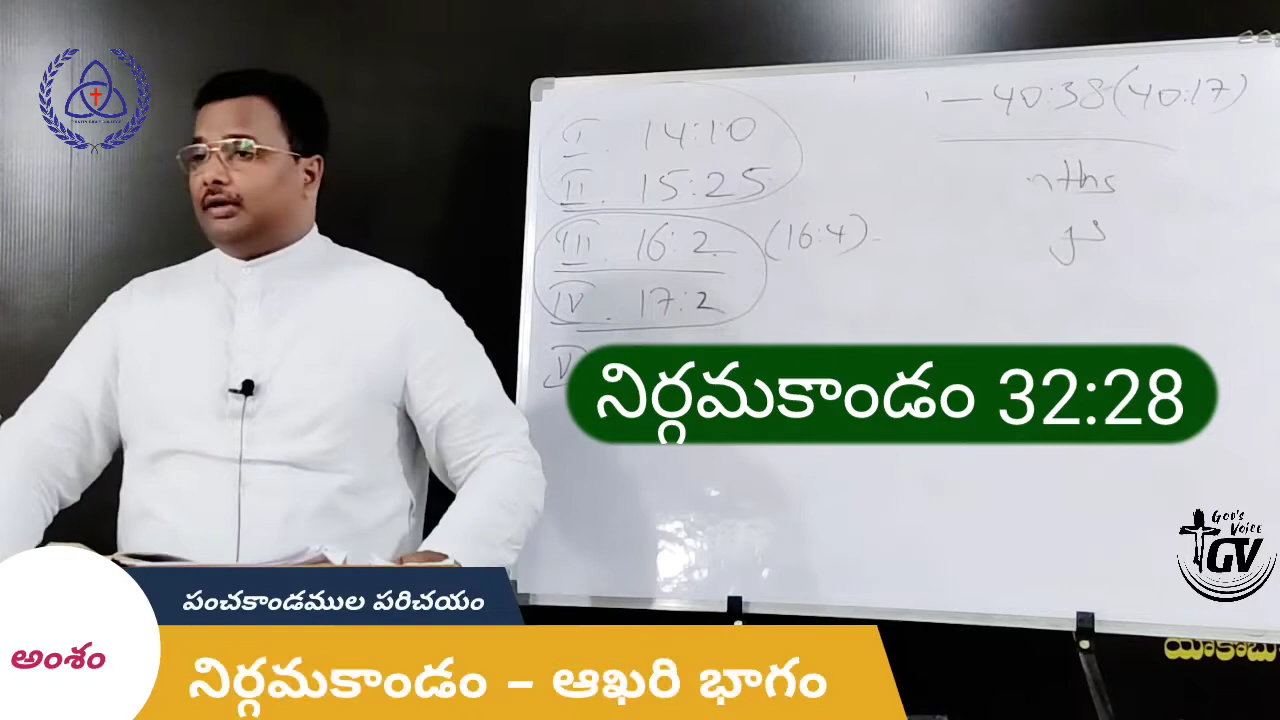 I. 14:10
II. 15:25
III 16:2 (16:4)
IV. 17:2
V
— 40:38 (40:17)
nths
నిర్గమకాండం 32:28
GOD'S
VOICE
GV
పంచకాండముల పరిచయం
అంశం
నిర్గమకాండం – ఆఖరి భాగం
యాకోబు